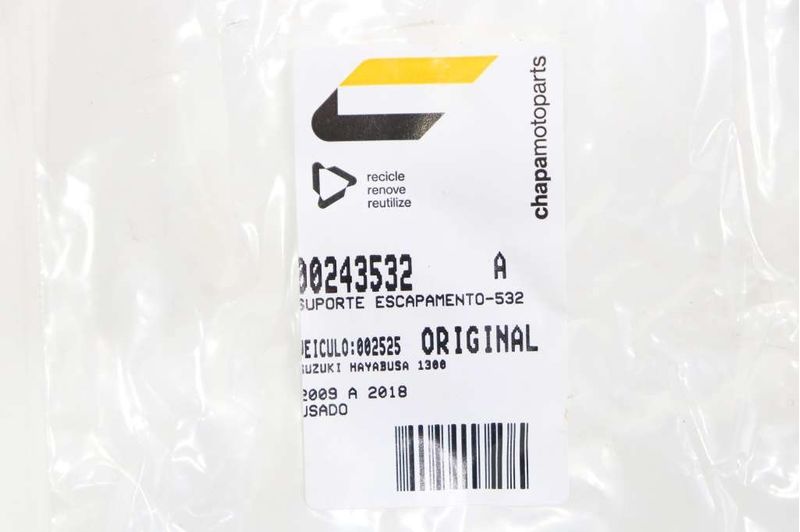 chapamotoparts
recicle
renove
reutilize
00243532 A
SUPORTE ESCAPAMENTO-532
VEICULO:002525 ORIGINAL
SUZUKI HAYABUSA 1300
2009 A 2018
USADO